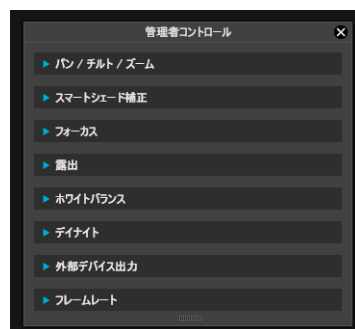 管理者コントロール
パン / チルト / ズーム
スマートシェード補正
フォーカス
露出
ホワイトバランス
デイナイト
外部デバイス出力
フレームレート